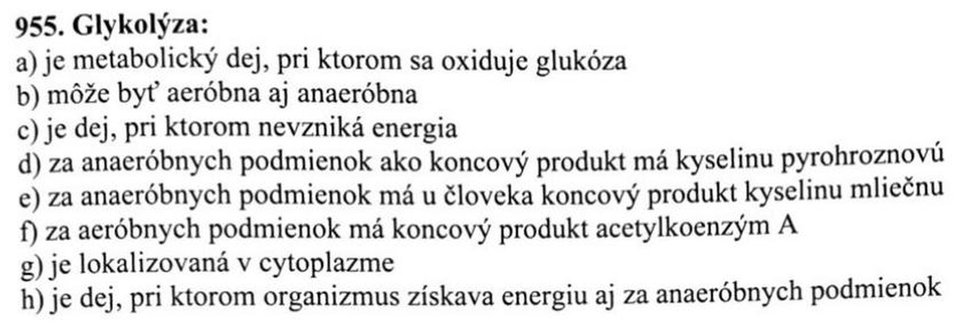 955. Glykolýza:
a) je metabolický dej, pri ktorom sa oxiduje glukóza
b) môže byť aeróbna aj anaeróbna
c) je dej, pri ktorom nevzniká energia
d) za anaeróbnych podmienok ako koncový produkt má kyselinu pyrohroznovú
e) za anaeróbnych podmienok má u človeka koncový produkt kyselinu mliečnu
f) za aeróbnych podmienok má koncový produkt acetylkoenzým A
g) je lokalizovaná v cytoplazme
h) je dej, pri ktorom organizmus získava energiu aj za anaeróbnych podmienok